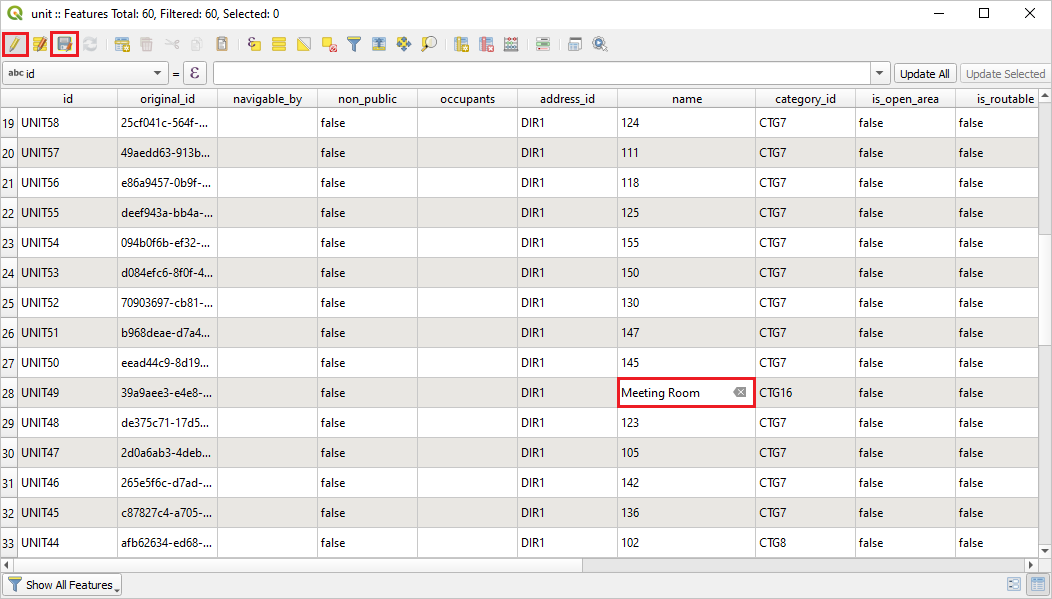 unit :: Features Total: 60, Filtered: 60, Selected: 0
abc id = ε Update All Update Selected
id original_id navigable_by non_public occupants address_id name category_id is_open_area is_routable
19 UNIT58 25cf041c-564f-... false DIR1 124 CTG7 false false
20 UNIT57 49aedd63-913b... false DIR1 111 CTG7 false false
21 UNIT56 e86a9457-0b9f-... false DIR1 118 CTG7 false false
22 UNIT55 deef943a-bb4a-... false DIR1 125 CTG7 false false
23 UNIT54 094b0f6b-ef32-... false DIR1 155 CTG7 false false
24 UNIT53 d084efc6-8f0f-4... false DIR1 150 CTG7 false false
25 UNIT52 70903697-cb81-... false DIR1 130 CTG7 false false
26 UNIT51 b968deae-d7a4... false DIR1 147 CTG7 false false
27 UNIT50 eead44c9-8d19... false DIR1 145 CTG7 false false
28 UNIT49 39a9aee3-e4e8-... false DIR1 Meeting Room CTG16 false false
29 UNIT48 de375c71-17d5... false DIR1 123 CTG7 false false
30 UNIT47 2d0a6ab3-4deb... false DIR1 105 CTG7 false false
31 UNIT46 265e5f6c-d7ad-... false DIR1 142 CTG7 false false
32 UNIT45 c87827c4-a705-... false DIR1 136 CTG7 false false
33 UNIT44 afb62634-ed68-... false DIR1 102 CTG8 false false
Show All Features